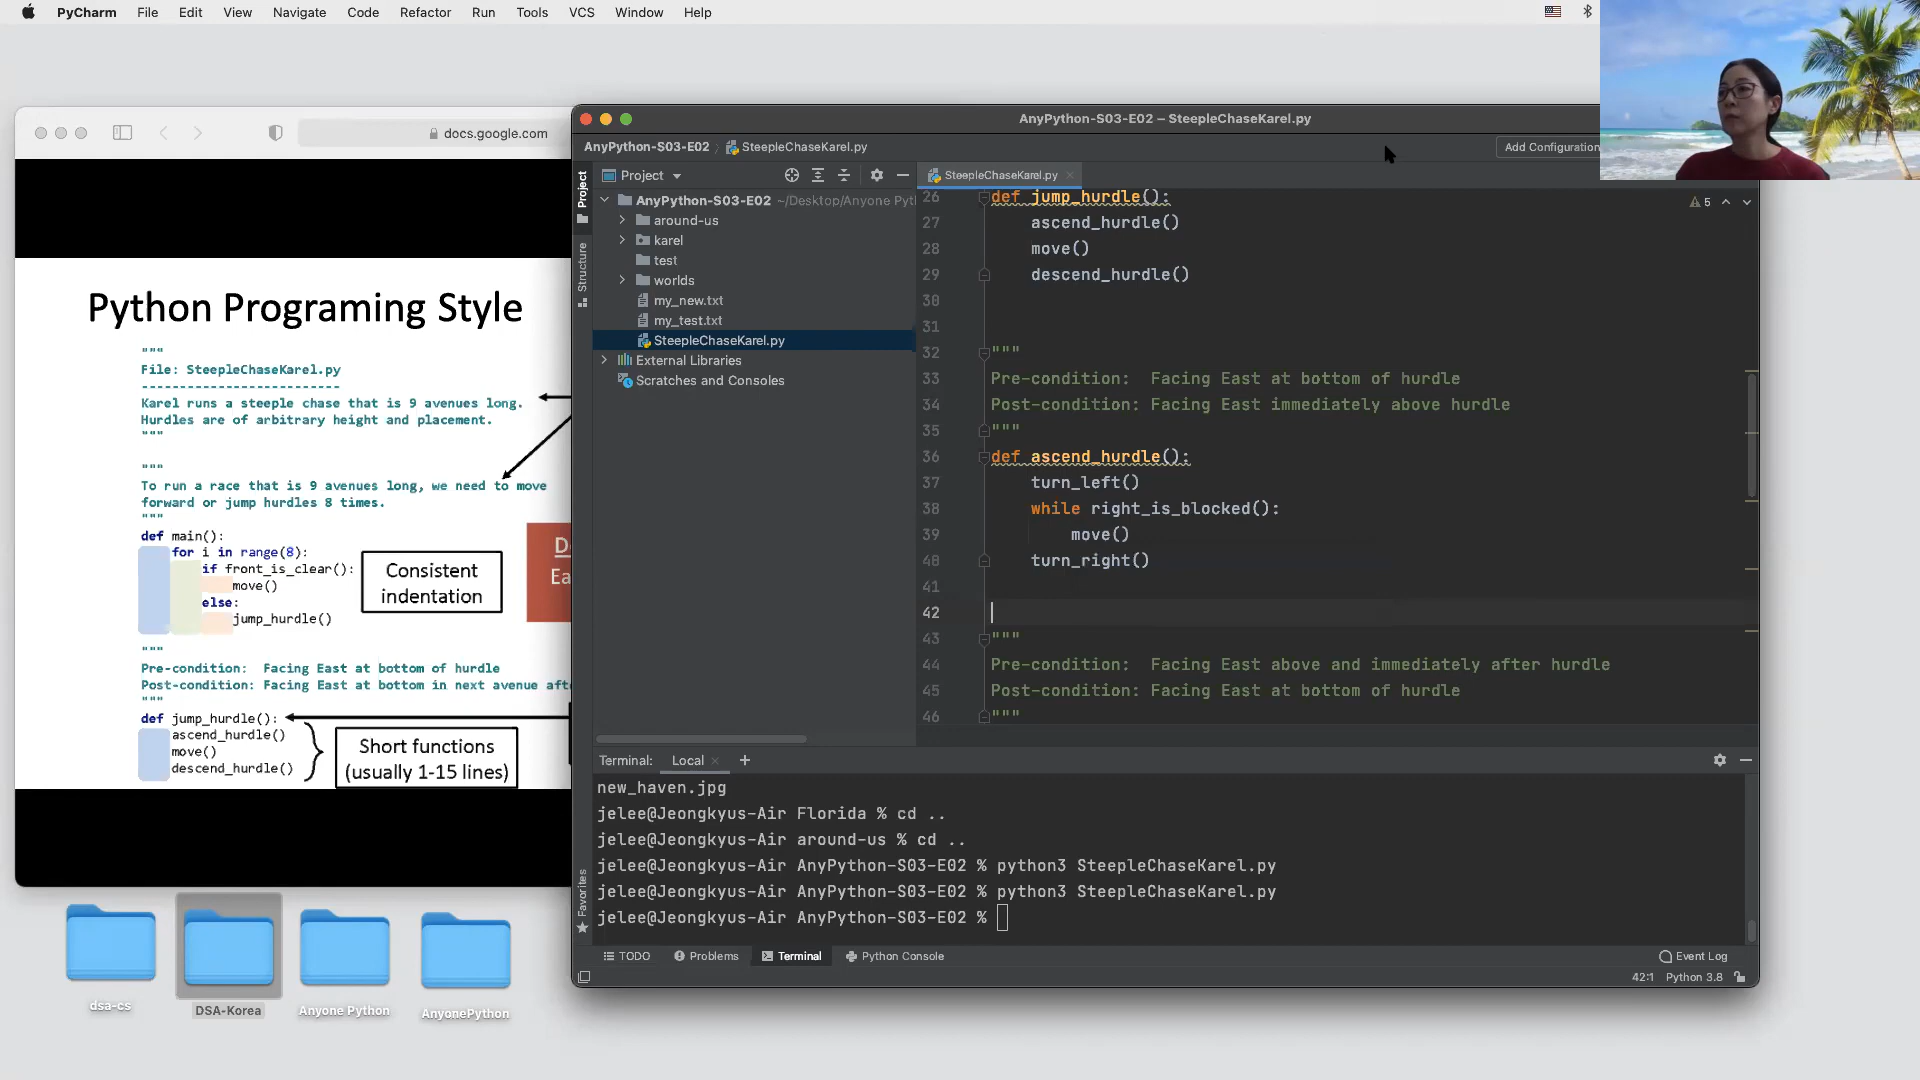 PyCharm File Edit View Navigate Code Refactor Run Tools VCS Window Help
docs.google.com
Python Programing Style
"""
File: SteepleChaseKarel.py
--------------------------
Karel runs a steeple chase that is 9 avenues long.
Hurdles are of arbitrary height and placement.
"""
"""
To run a race that is 9 avenues long, we need to move
forward or jump hurdles 8 times.
"""
def main():
for i in range(8):
if front_is_clear():
move()
else:
jump_hurdle()
Consistent
indentation
"""
Pre-condition: Facing East at bottom of hurdle
Post-condition: Facing East at bottom in next avenue aft
"""
def jump_hurdle():
ascend_hurdle()
move()
descend_hurdle()
Short functions
(usually 1-15 lines)
AnyPython-S03-E02 – SteepleChaseKarel.py
AnyPython-S03-E02 SteepleChaseKarel.py
Add Configuration
Project
Structure
Favorites
Project
AnyPython-S03-E02 ~/Desktop/Anyone Pyt
around-us
karel
test
worlds
my_new.txt
my_test.txt
SteepleChaseKarel.py
External Libraries
Scratches and Consoles
SteepleChaseKarel.py
5
26 def jump_hurdle():
27 ascend_hurdle()
28 move()
29 descend_hurdle()
30
31
32 """
33 Pre-condition: Facing East at bottom of hurdle
34 Post-condition: Facing East immediately above hurdle
35 """
36 def ascend_hurdle():
37 turn_left()
38 while right_is_blocked():
39 move()
40 turn_right()
41
42
43 """
44 Pre-condition: Facing East above and immediately after hurdle
45 Post-condition: Facing East at bottom of hurdle
46 """
Terminal: Local
new_haven.jpg
jelee@Jeongkyus-Air Florida % cd ..
jelee@Jeongkyus-Air around-us % cd ..
jelee@Jeongkyus-Air AnyPython-S03-E02 % python3 SteepleChaseKarel.py
jelee@Jeongkyus-Air AnyPython-S03-E02 % python3 SteepleChaseKarel.py
jelee@Jeongkyus-Air AnyPython-S03-E02 %
TODO Problems Terminal Python Console Event Log
42:1 Python 3.8
dsa-cs
DSA-Korea
Anyone Python
AnyonePython